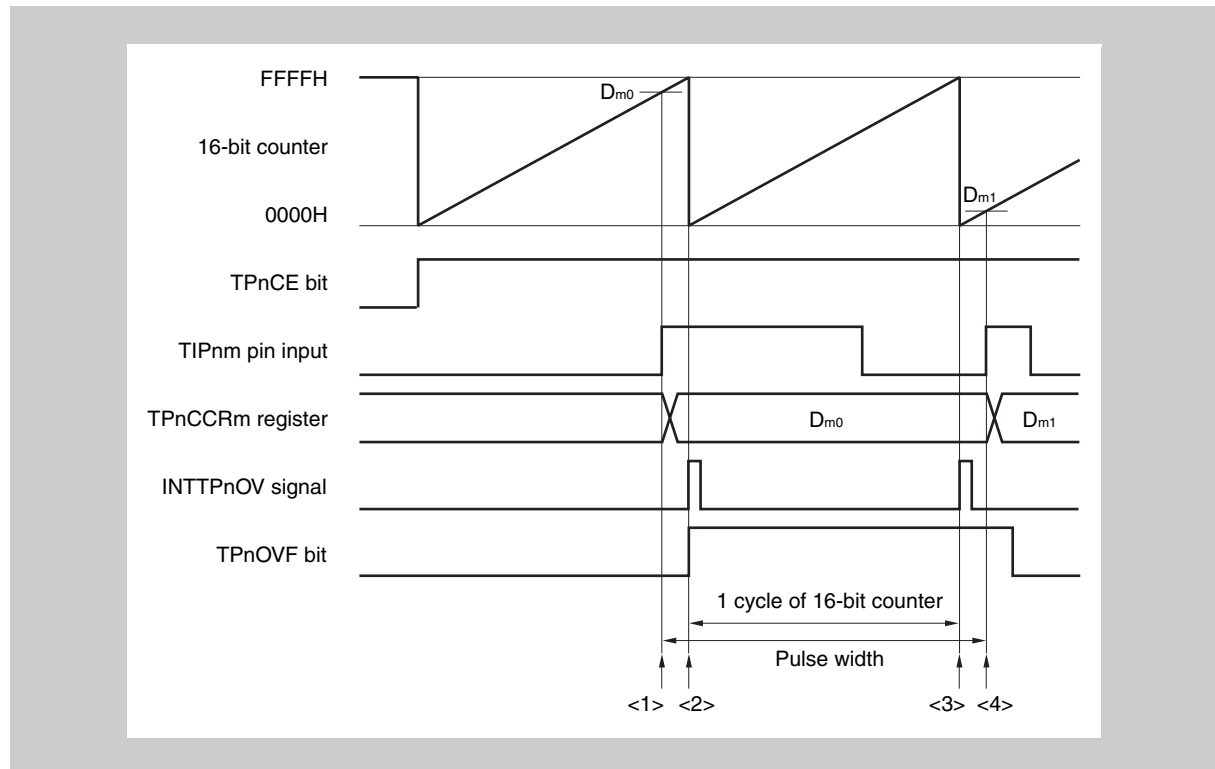 FFFFH
Dm0
16-bit counter
0000H
Dm1
TPnCE bit
TIPnm pin input
TPnCCRm register
Dm0
Dm1
INTTPnOV signal
TPnOVF bit
1 cycle of 16-bit counter
Pulse width
<1> <2> <3> <4>